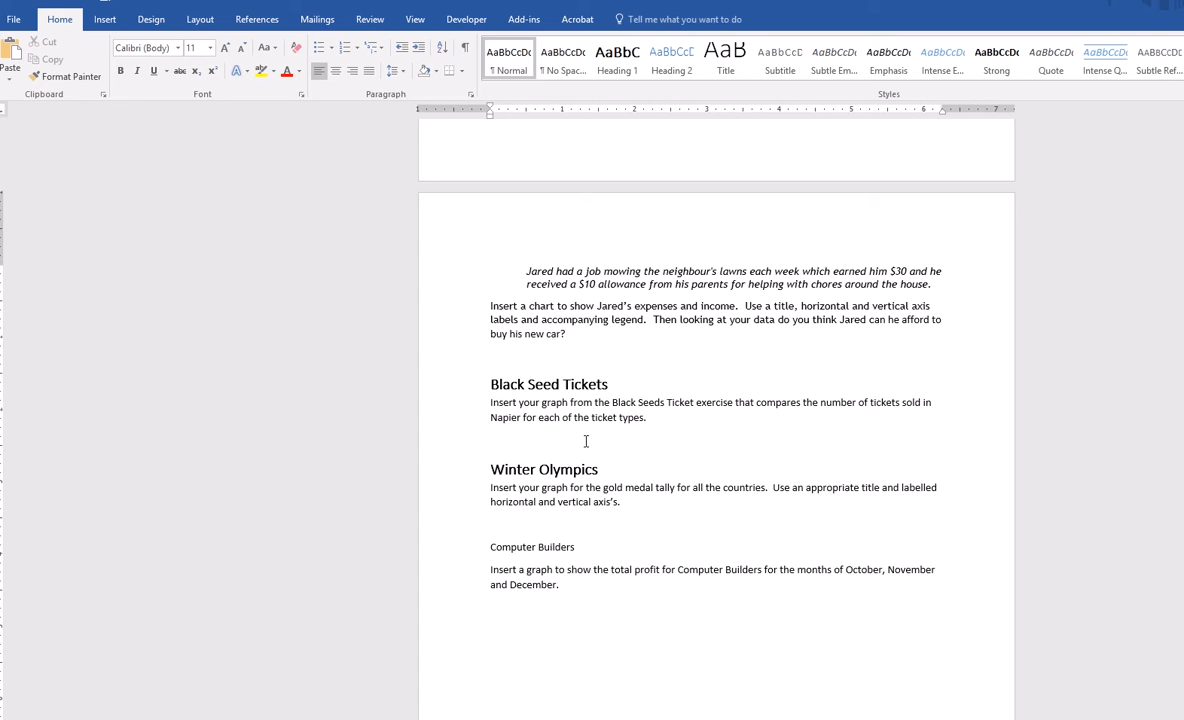 File Home Insert Design Layout References Mailings Review View Developer Add-ins Acrobat Tell me what you want to do
Cut
Copy
Paste
Format Painter
Clipboard
Calibri (Body) 11
Font
Paragraph
AaBbCcDc AaBbCcDc AaBbC AaBbCcD AaB AaBbCcD AaBbCcDc AaBbCcDc AaBbCcDc AaBbCcDc AaBbCcDc AaBbCcDc AABBCCDD
¶ Normal ¶ No Spac... Heading 1 Heading 2 Title Subtitle Subtle Em... Emphasis Intense E... Strong Quote Intense Q... Subtle Ref...
Styles
1 1 2 3 4 5 6 7
Jared had a job mowing the neighbour's lawns each week which earned him $30 and he
received a $10 allowance from his parents for helping with chores around the house.
Insert a chart to show Jared's expenses and income. Use a title, horizontal and vertical axis
labels and accompanying legend. Then looking at your data do you think Jared can he afford to
buy his new car?
Black Seed Tickets
Insert your graph from the Black Seeds Ticket exercise that compares the number of tickets sold in
Napier for each of the ticket types.
Winter Olympics
Insert your graph for the gold medal tally for all the countries. Use an appropriate title and labelled
horizontal and vertical axis's.
Computer Builders
Insert a graph to show the total profit for Computer Builders for the months of October, November
and December.